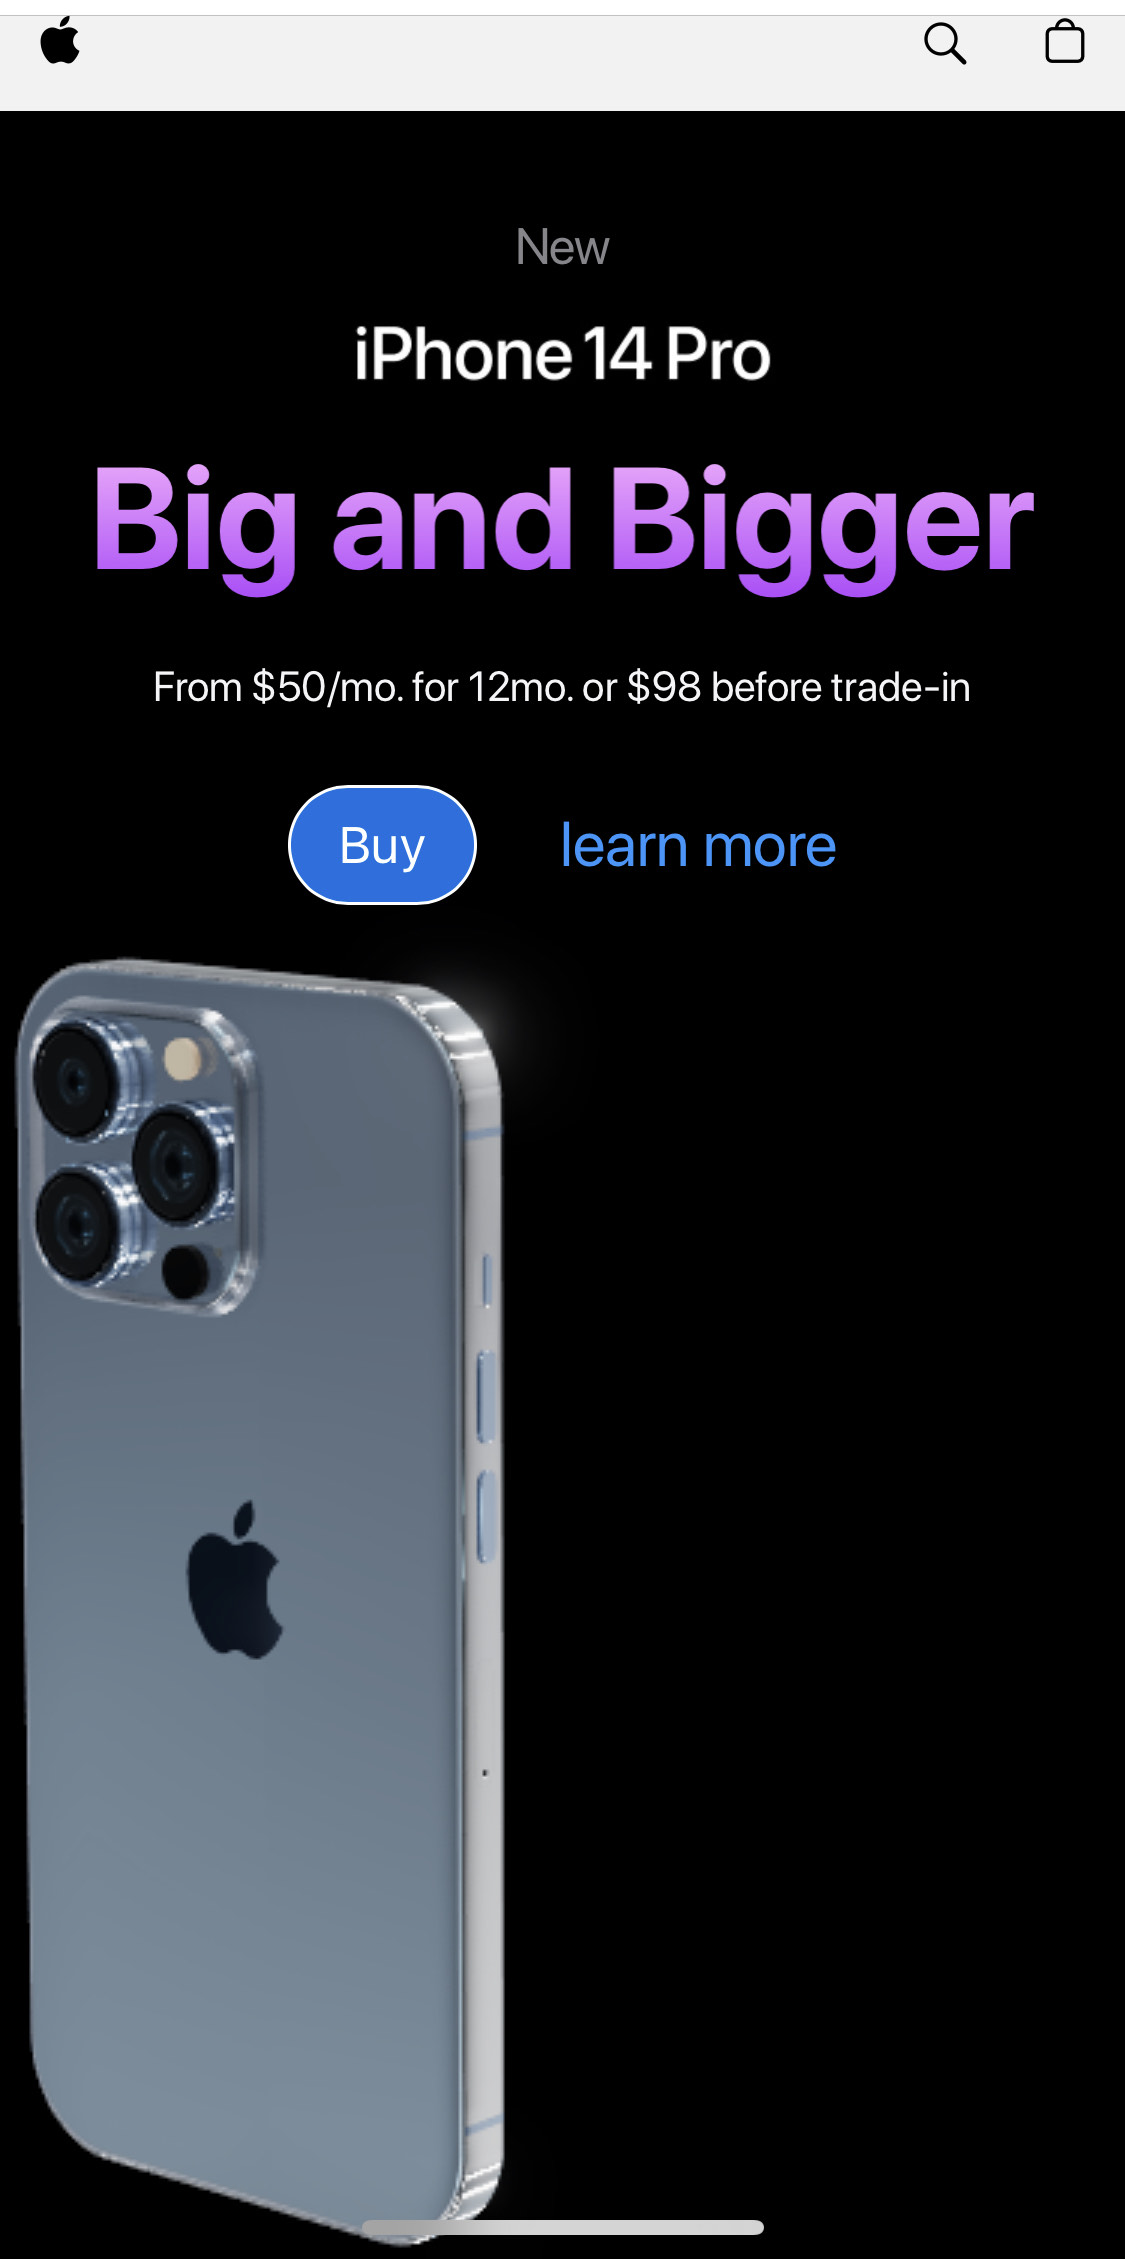 New
iPhone 14 Pro
Big and Bigger
From $50/mo. for 12mo. or $98 before trade-in
Buy learn more